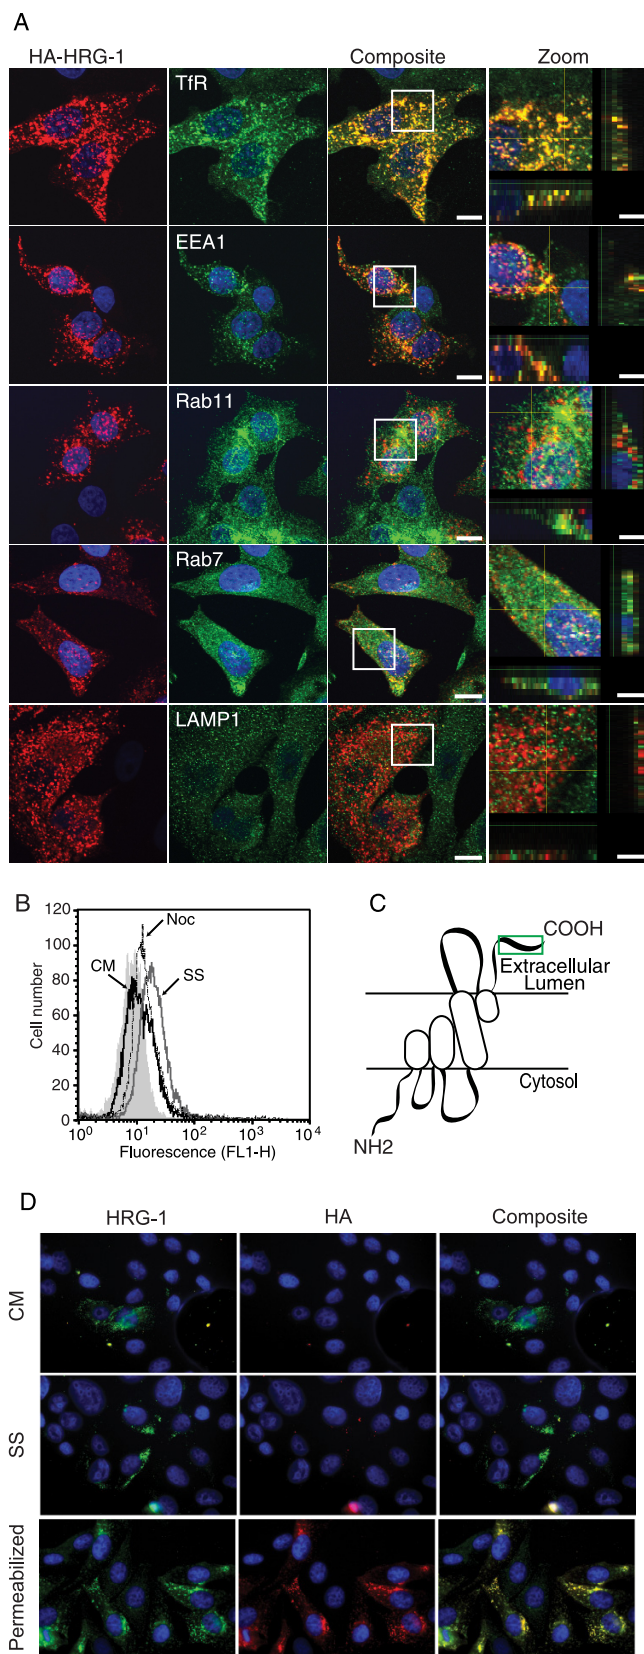 A
HA-HRG-1
Composite
Zoom
TfR
EEA1
Rab11
Rab7
LAMP1
B
C
120
100
80
60
40
20
0
Cell number
Noc
CM
SS
10⁰ 10¹ 10² 10³ 10⁴
Fluorescence (FL1-H)
COOH
Extracellular
Lumen
Cytosol
NH2
D
HRG-1
HA
Composite
CM
SS
Permeabilized